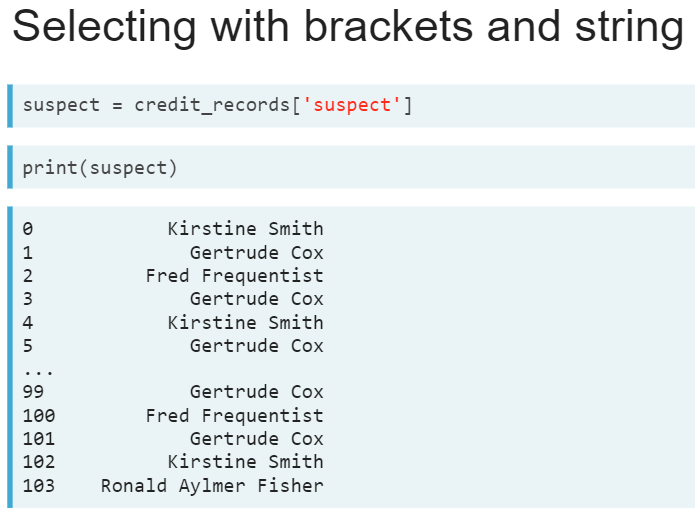 Selecting with brackets and string
suspect = credit_records['suspect']
print(suspect)
0             Kirstine Smith
1               Gertrude Cox
2           Fred Frequentist
3               Gertrude Cox
4             Kirstine Smith
5               Gertrude Cox
...
99              Gertrude Cox
100         Fred Frequentist
101             Gertrude Cox
102           Kirstine Smith
103     Ronald Aylmer Fisher